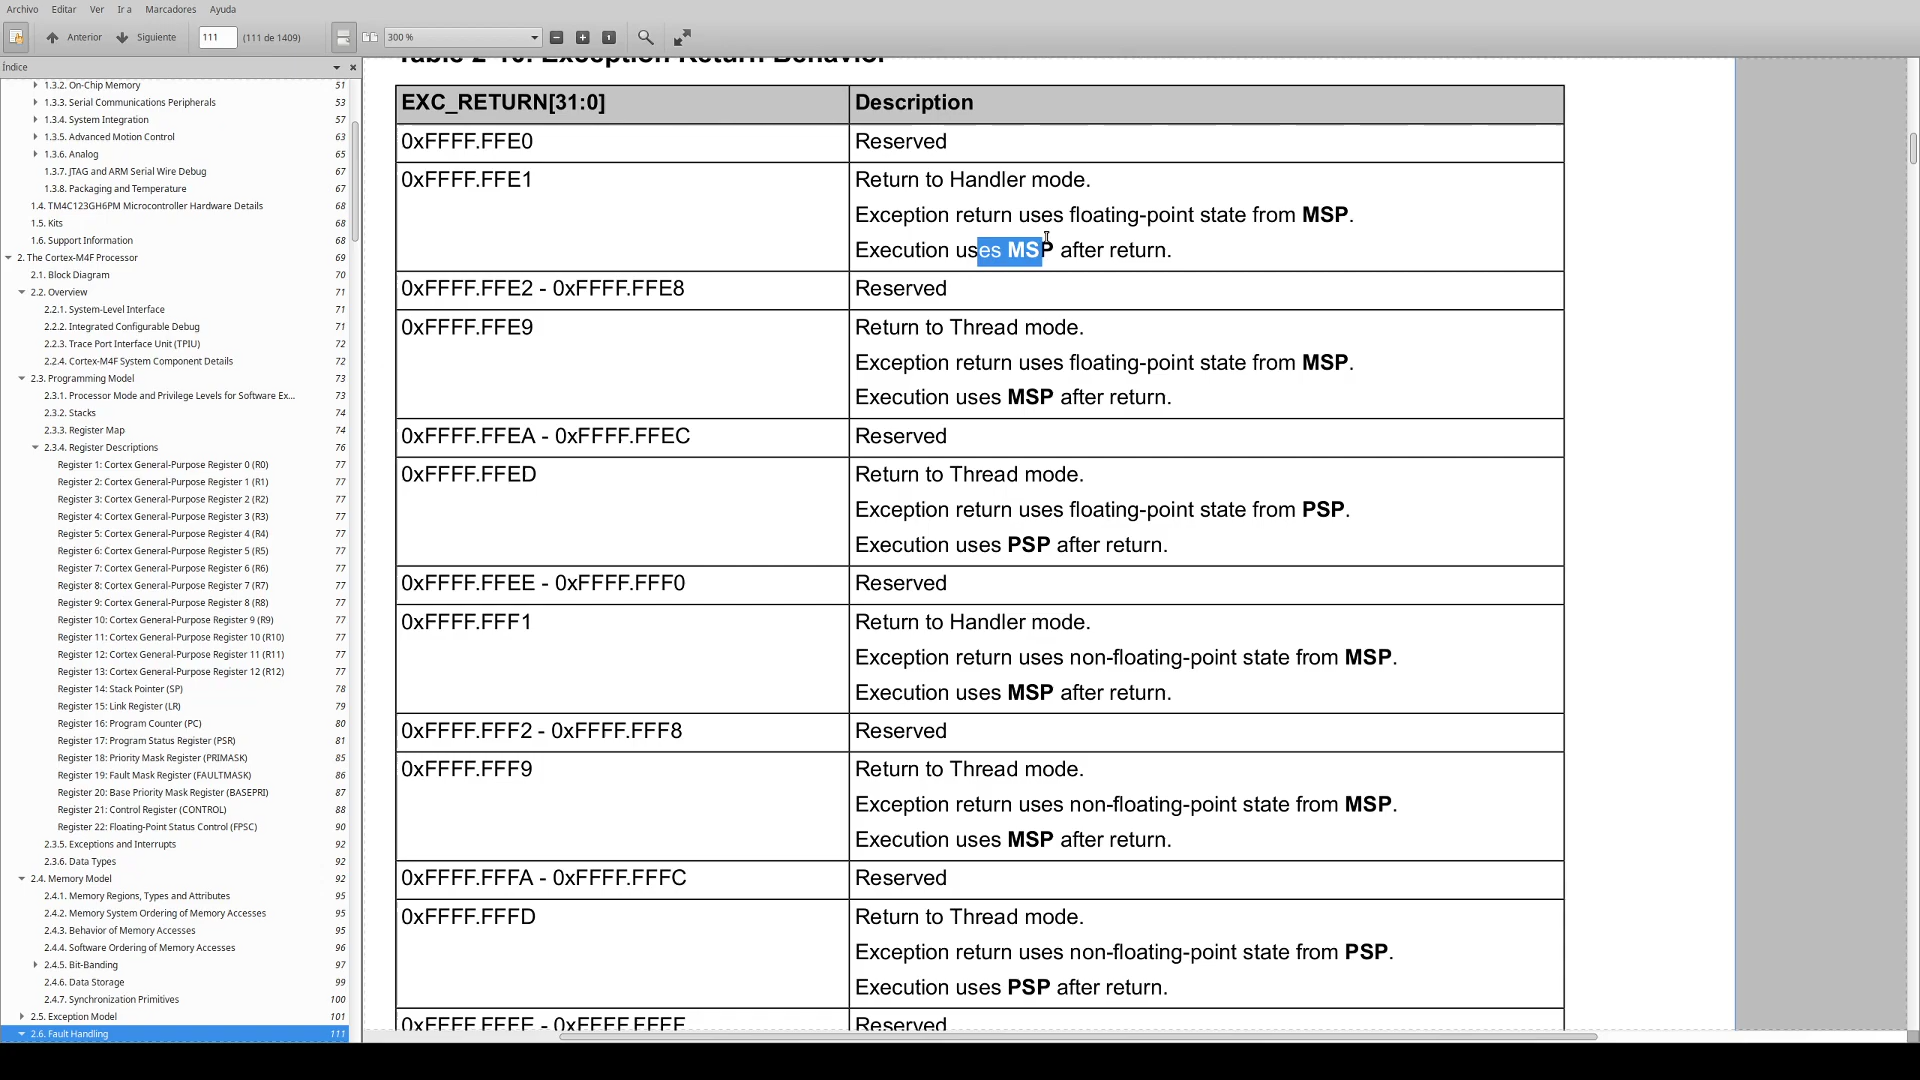 Archivo Editar Ver Ir a Marcadores Ayuda
Anterior Siguiente 111 (111 de 1409) 300 %
Índice
1.3.2. On-Chip Memory 51
1.3.3. Serial Communications Peripherals 53
1.3.4. System Integration 57
1.3.5. Advanced Motion Control 63
1.3.6. Analog 65
1.3.7. JTAG and ARM Serial Wire Debug 67
1.3.8. Packaging and Temperature 67
1.4. TM4C123GH6PM Microcontroller Hardware Details 68
1.5. Kits 68
1.6. Support Information 68
2. The Cortex-M4F Processor 69
2.1. Block Diagram 70
2.2. Overview 71
2.2.1. System-Level Interface 71
2.2.2. Integrated Configurable Debug 71
2.2.3. Trace Port Interface Unit (TPIU) 72
2.2.4. Cortex-M4F System Component Details 72
2.3. Programming Model 73
2.3.1. Processor Mode and Privilege Levels for Software Ex... 73
2.3.2. Stacks 74
2.3.3. Register Map 74
2.3.4. Register Descriptions 76
Register 1: Cortex General-Purpose Register 0 (R0) 77
Register 2: Cortex General-Purpose Register 1 (R1) 77
Register 3: Cortex General-Purpose Register 2 (R2) 77
Register 4: Cortex General-Purpose Register 3 (R3) 77
Register 5: Cortex General-Purpose Register 4 (R4) 77
Register 6: Cortex General-Purpose Register 5 (R5) 77
Register 7: Cortex General-Purpose Register 6 (R6) 77
Register 8: Cortex General-Purpose Register 7 (R7) 77
Register 9: Cortex General-Purpose Register 8 (R8) 77
Register 10: Cortex General-Purpose Register 9 (R9) 77
Register 11: Cortex General-Purpose Register 10 (R10) 77
Register 12: Cortex General-Purpose Register 11 (R11) 77
Register 13: Cortex General-Purpose Register 12 (R12) 77
Register 14: Stack Pointer (SP) 78
Register 15: Link Register (LR) 79
Register 16: Program Counter (PC) 80
Register 17: Program Status Register (PSR) 81
Register 18: Priority Mask Register (PRIMASK) 85
Register 19: Fault Mask Register (FAULTMASK) 86
Register 20: Base Priority Mask Register (BASEPRI) 87
Register 21: Control Register (CONTROL) 88
Register 22: Floating-Point Status Control (FPSC) 90
2.3.5. Exceptions and Interrupts 92
2.3.6. Data Types 92
2.4. Memory Model 92
2.4.1. Memory Regions, Types and Attributes 95
2.4.2. Memory System Ordering of Memory Accesses 95
2.4.3. Behavior of Memory Accesses 95
2.4.4. Software Ordering of Memory Accesses 96
2.4.5. Bit-Banding 97
2.4.6. Data Storage 99
2.4.7. Synchronization Primitives 100
2.5. Exception Model 101
2.6. Fault Handling 111
Table 2-10. Exception Return Behavior
EXC_RETURN[31:0] Description
0xFFFF.FFE0 Reserved
0xFFFF.FFE1 Return to Handler mode.
Exception return uses floating-point state from MSP.
Execution uses MSP after return.
0xFFFF.FFE2 - 0xFFFF.FFE8 Reserved
0xFFFF.FFE9 Return to Thread mode.
Exception return uses floating-point state from MSP.
Execution uses MSP after return.
0xFFFF.FFEA - 0xFFFF.FFEC Reserved
0xFFFF.FFED Return to Thread mode.
Exception return uses floating-point state from PSP.
Execution uses PSP after return.
0xFFFF.FFEE - 0xFFFF.FFF0 Reserved
0xFFFF.FFF1 Return to Handler mode.
Exception return uses non-floating-point state from MSP.
Execution uses MSP after return.
0xFFFF.FFF2 - 0xFFFF.FFF8 Reserved
0xFFFF.FFF9 Return to Thread mode.
Exception return uses non-floating-point state from MSP.
Execution uses MSP after return.
0xFFFF.FFFA - 0xFFFF.FFFC Reserved
0xFFFF.FFFD Return to Thread mode.
Exception return uses non-floating-point state from PSP.
Execution uses PSP after return.
0xFFFF.FFFE - 0xFFFF.FFFF Reserved